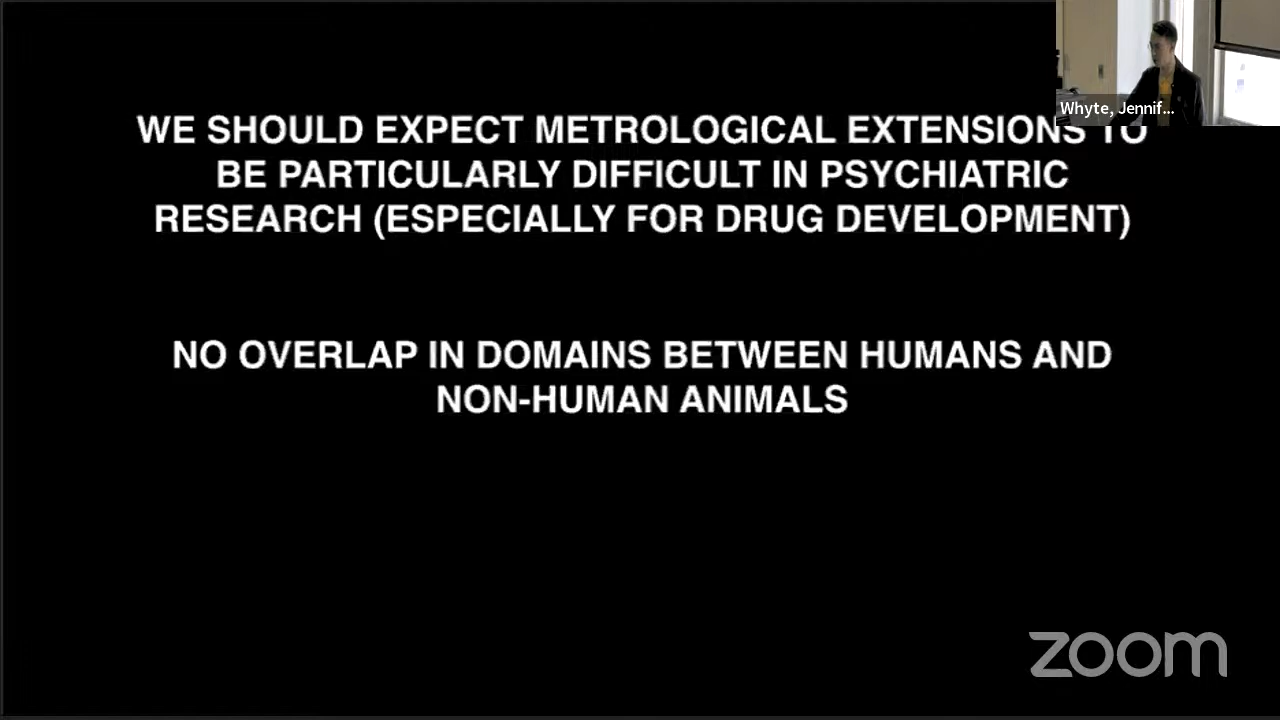 Whyte, Jennif...
WE SHOULD EXPECT METROLOGICAL EXTENSIONS TO
BE PARTICULARLY DIFFICULT IN PSYCHIATRIC
RESEARCH (ESPECIALLY FOR DRUG DEVELOPMENT)
NO OVERLAP IN DOMAINS BETWEEN HUMANS AND
NON-HUMAN ANIMALS
zoom